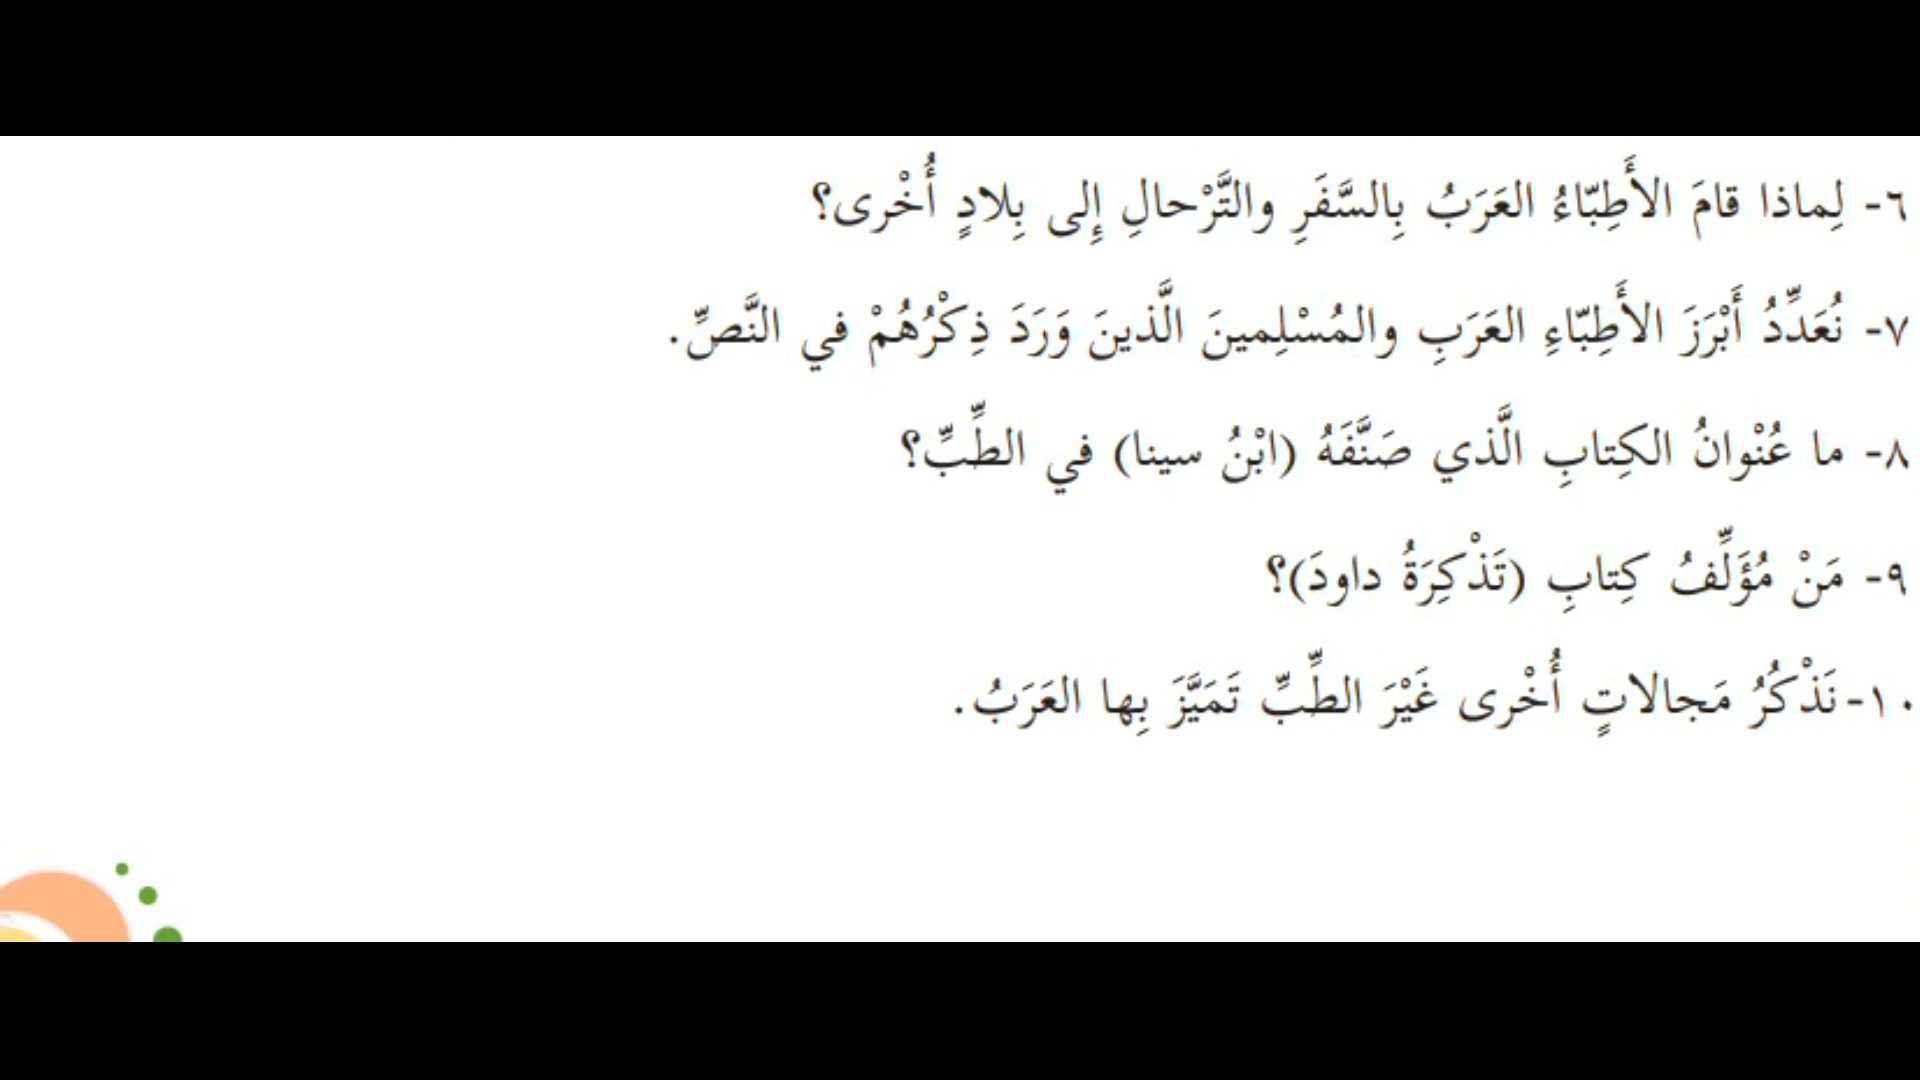 ٦- لِماذا قامَ الأَطِبّاءُ العَرَبُ بِالسَّفَرِ والتَّرْحالِ إِلى بِلادٍ أُخْرى؟
٧- نُعَدِّدُ أَبْرَزَ الأَطِبّاءِ العَرَبِ والمُسْلِمينَ الَّذينَ وَرَدَ ذِكْرُهُمْ في النَّصِّ.
٨- ما عُنْوانُ الكِتابِ الَّذي صَنَّفَهُ (ابْنُ سينا) في الطِّبِّ؟
٩- مَنْ مُؤَلِّفُ كِتابِ (تَذْكِرَةُ داودَ)؟
١٠- نَذْكُرُ مَجالاتٍ أُخْرى غَيْرَ الطِّبِّ تَمَيَّزَ بِها العَرَبُ.